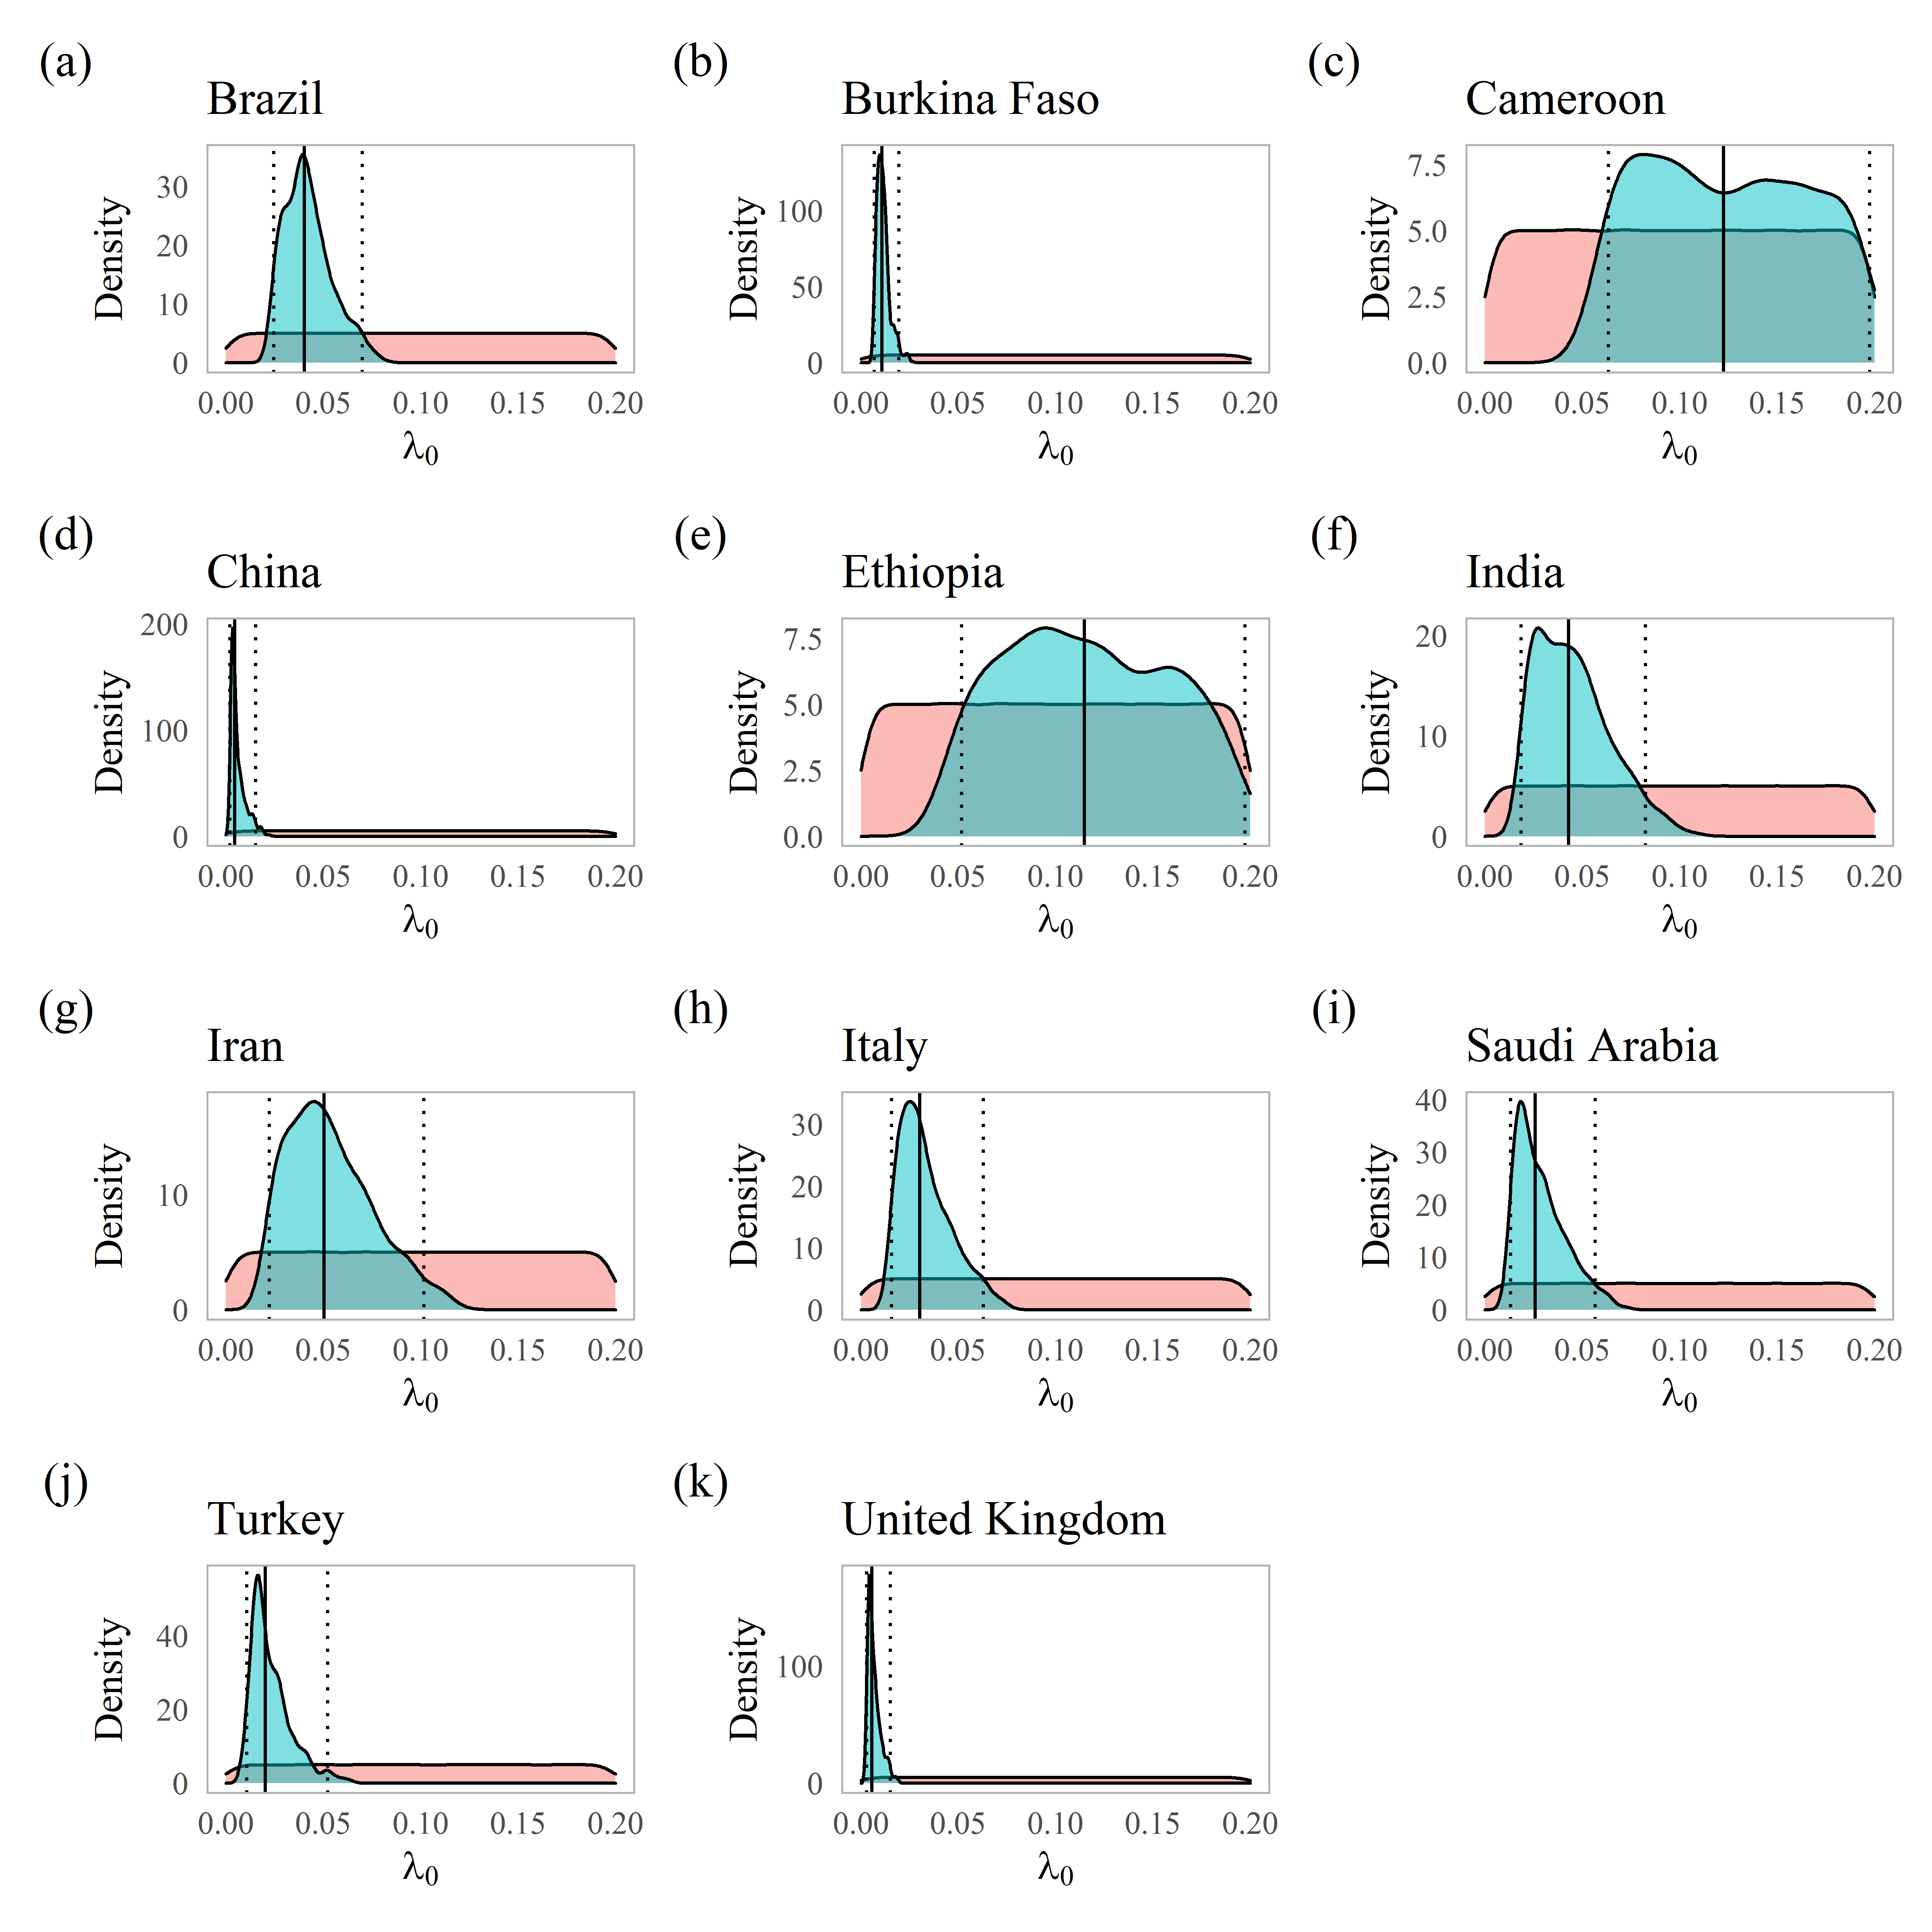 (a) (b) (c)
Brazil Burkina Faso Cameroon
Density 30 20 10 0 Density 100 50 0 Density 7.5 5.0 2.5 0.0
0.00 0.05 0.10 0.15 0.20 0.00 0.05 0.10 0.15 0.20 0.00 0.05 0.10 0.15 0.20
λ0 λ0 λ0
(d) (e) (f)
China Ethiopia India
Density 200 100 0 Density 7.5 5.0 2.5 0.0 Density 20 10 0
0.00 0.05 0.10 0.15 0.20 0.00 0.05 0.10 0.15 0.20 0.00 0.05 0.10 0.15 0.20
λ0 λ0 λ0
(g) (h) (i)
Iran Italy Saudi Arabia
Density 10 0 Density 30 20 10 0 Density 40 30 20 10 0
0.00 0.05 0.10 0.15 0.20 0.00 0.05 0.10 0.15 0.20 0.00 0.05 0.10 0.15 0.20
λ0 λ0 λ0
(j) (k)
Turkey United Kingdom
Density 40 20 0 Density 100 0
0.00 0.05 0.10 0.15 0.20 0.00 0.05 0.10 0.15 0.20
λ0 λ0